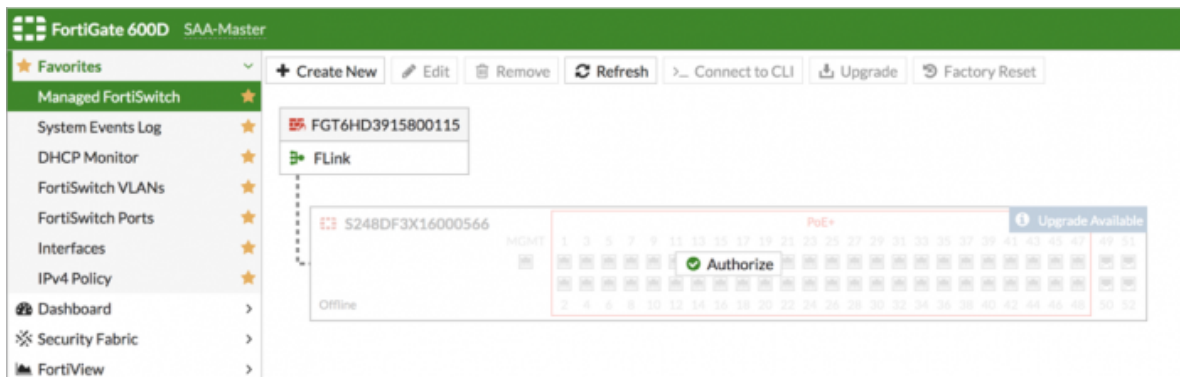 FortiGate 600D SAA-Master
Favorites
Managed FortiSwitch
System Events Log
DHCP Monitor
FortiSwitch VLANs
FortiSwitch Ports
Interfaces
IPv4 Policy
Dashboard
Security Fabric
FortiView
+ Create New Edit Remove Refresh >_ Connect to CLI Upgrade Factory Reset
FGT6HD3915800115
FLink
S248DF3X16000566 PoE+ Upgrade Available
MGMT 1 3 5 7 9 11 13 15 17 19 21 23 25 27 29 31 33 35 37 39 41 43 45 47 49 51
Authorize
Offline 2 4 6 8 10 12 14 16 18 20 22 24 26 28 30 32 34 36 38 40 42 44 46 48 50 52